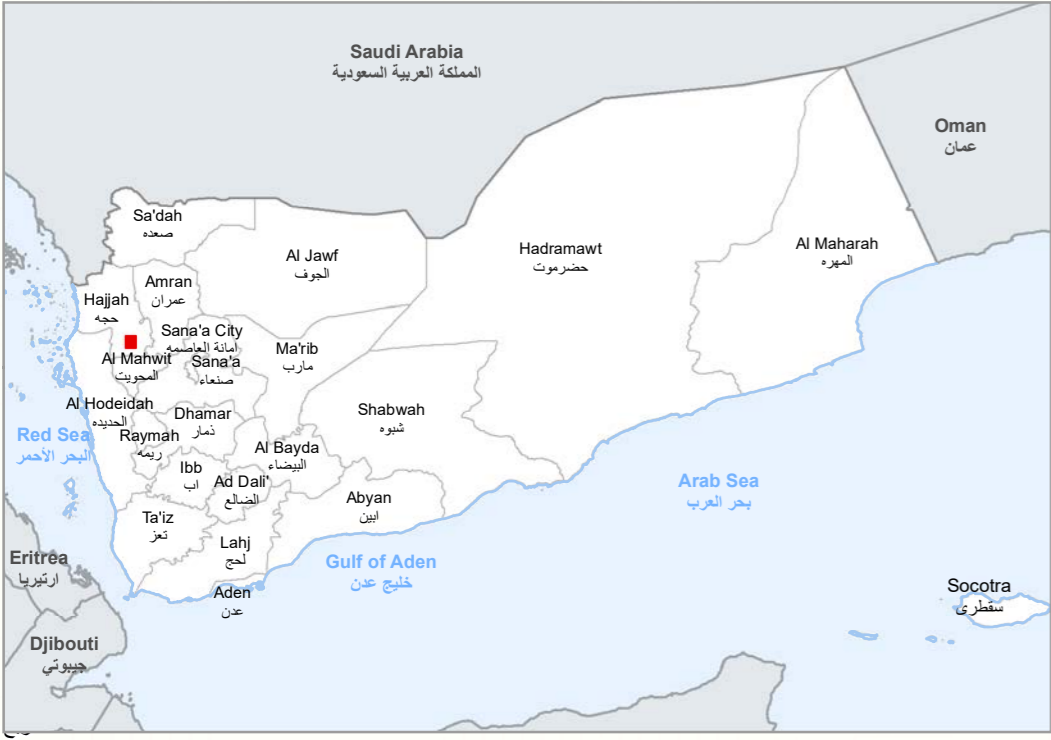 Saudi Arabia
المملكة العربية السعودية
Oman
عمان
Sa'dah
صعده
Al Jawf
الجوف
Hadramawt
حضرموت
Al Maharah
المهره
Amran
عمران
Hajjah
حجه
Sana'a City
أمانة العاصمه
Ma'rib
مارب
Al Mahwit
المحويت
Sana'a
صنعاء
Al Hodeidah
الحديده
Dhamar
ذمار
Shabwah
شبوه
Raymah
ريمه
Al Bayda
البيضاء
Red Sea
البحر الأحمر
Ibb
اب
Ad Dali'
الضالع
Arab Sea
بحر العرب
Abyan
ابين
Ta'iz
تعز
Lahj
لحج
Gulf of Aden
خليج عدن
Eritrea
ارتيريا
Aden
عدن
Socotra
سقطرى
Djibouti
جيبوتي